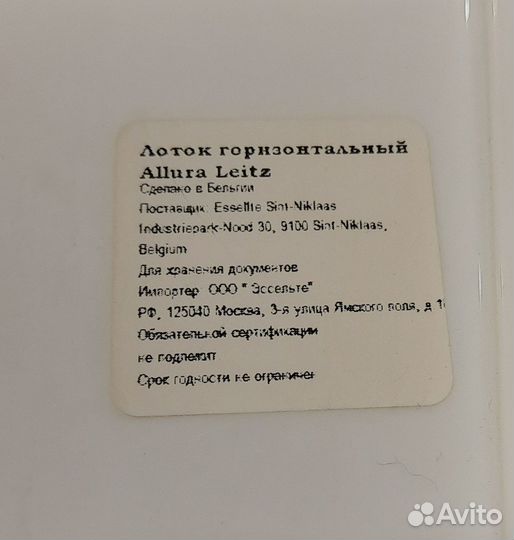 Лоток горизонтальный
Allura Leitz
Сделано в Бельгии
Поставщик: Esselte Sint-Niklaas
Industriepark-Nood 30, 9100 Sint-Niklaas,
Belgium
Для хранения документов
Импортер: ООО " Эссельте"
РФ, 125040 Москва, 3-я улица Ямского поля, д.
Обязательной сертификации
не подлежит
Срок годности не ограничен
Avito